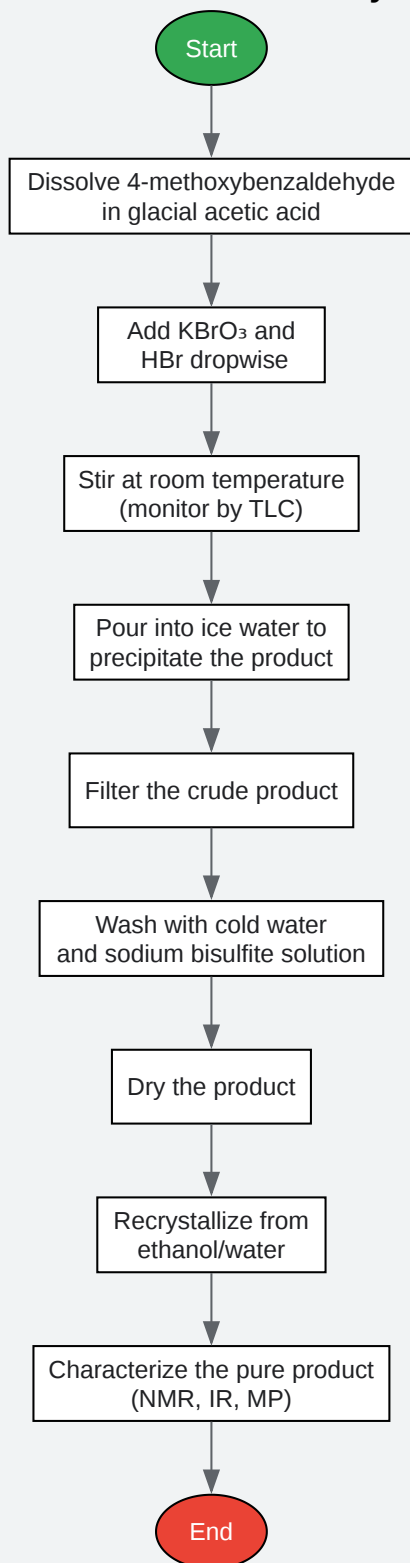 Start
Dissolve 4-methoxybenzaldehyde
in glacial acetic acid
Add KBrO₃ and
HBr dropwise
Stir at room temperature
(monitor by TLC)
Pour into ice water to
precipitate the product
Filter the crude product
Wash with cold water
and sodium bisulfite solution
Dry the product
Recrystallize from
ethanol/water
Characterize the pure product
(NMR, IR, MP)
End